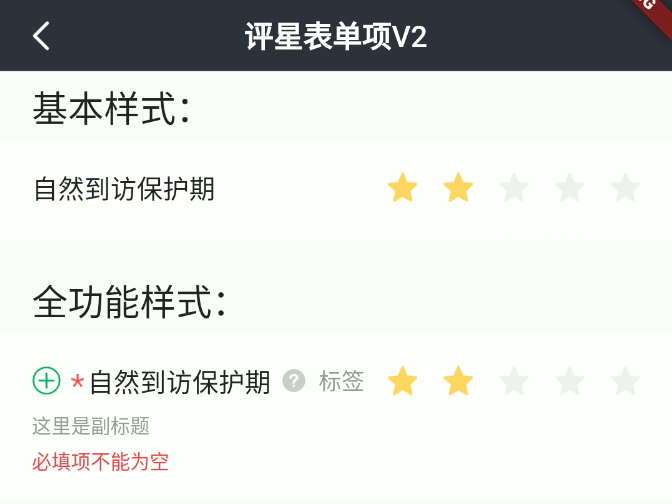 评星表单项V2
基本样式：
自然到访保护期
全功能样式：
*自然到访保护期 ? 标签
这里是副标题
必填项不能为空